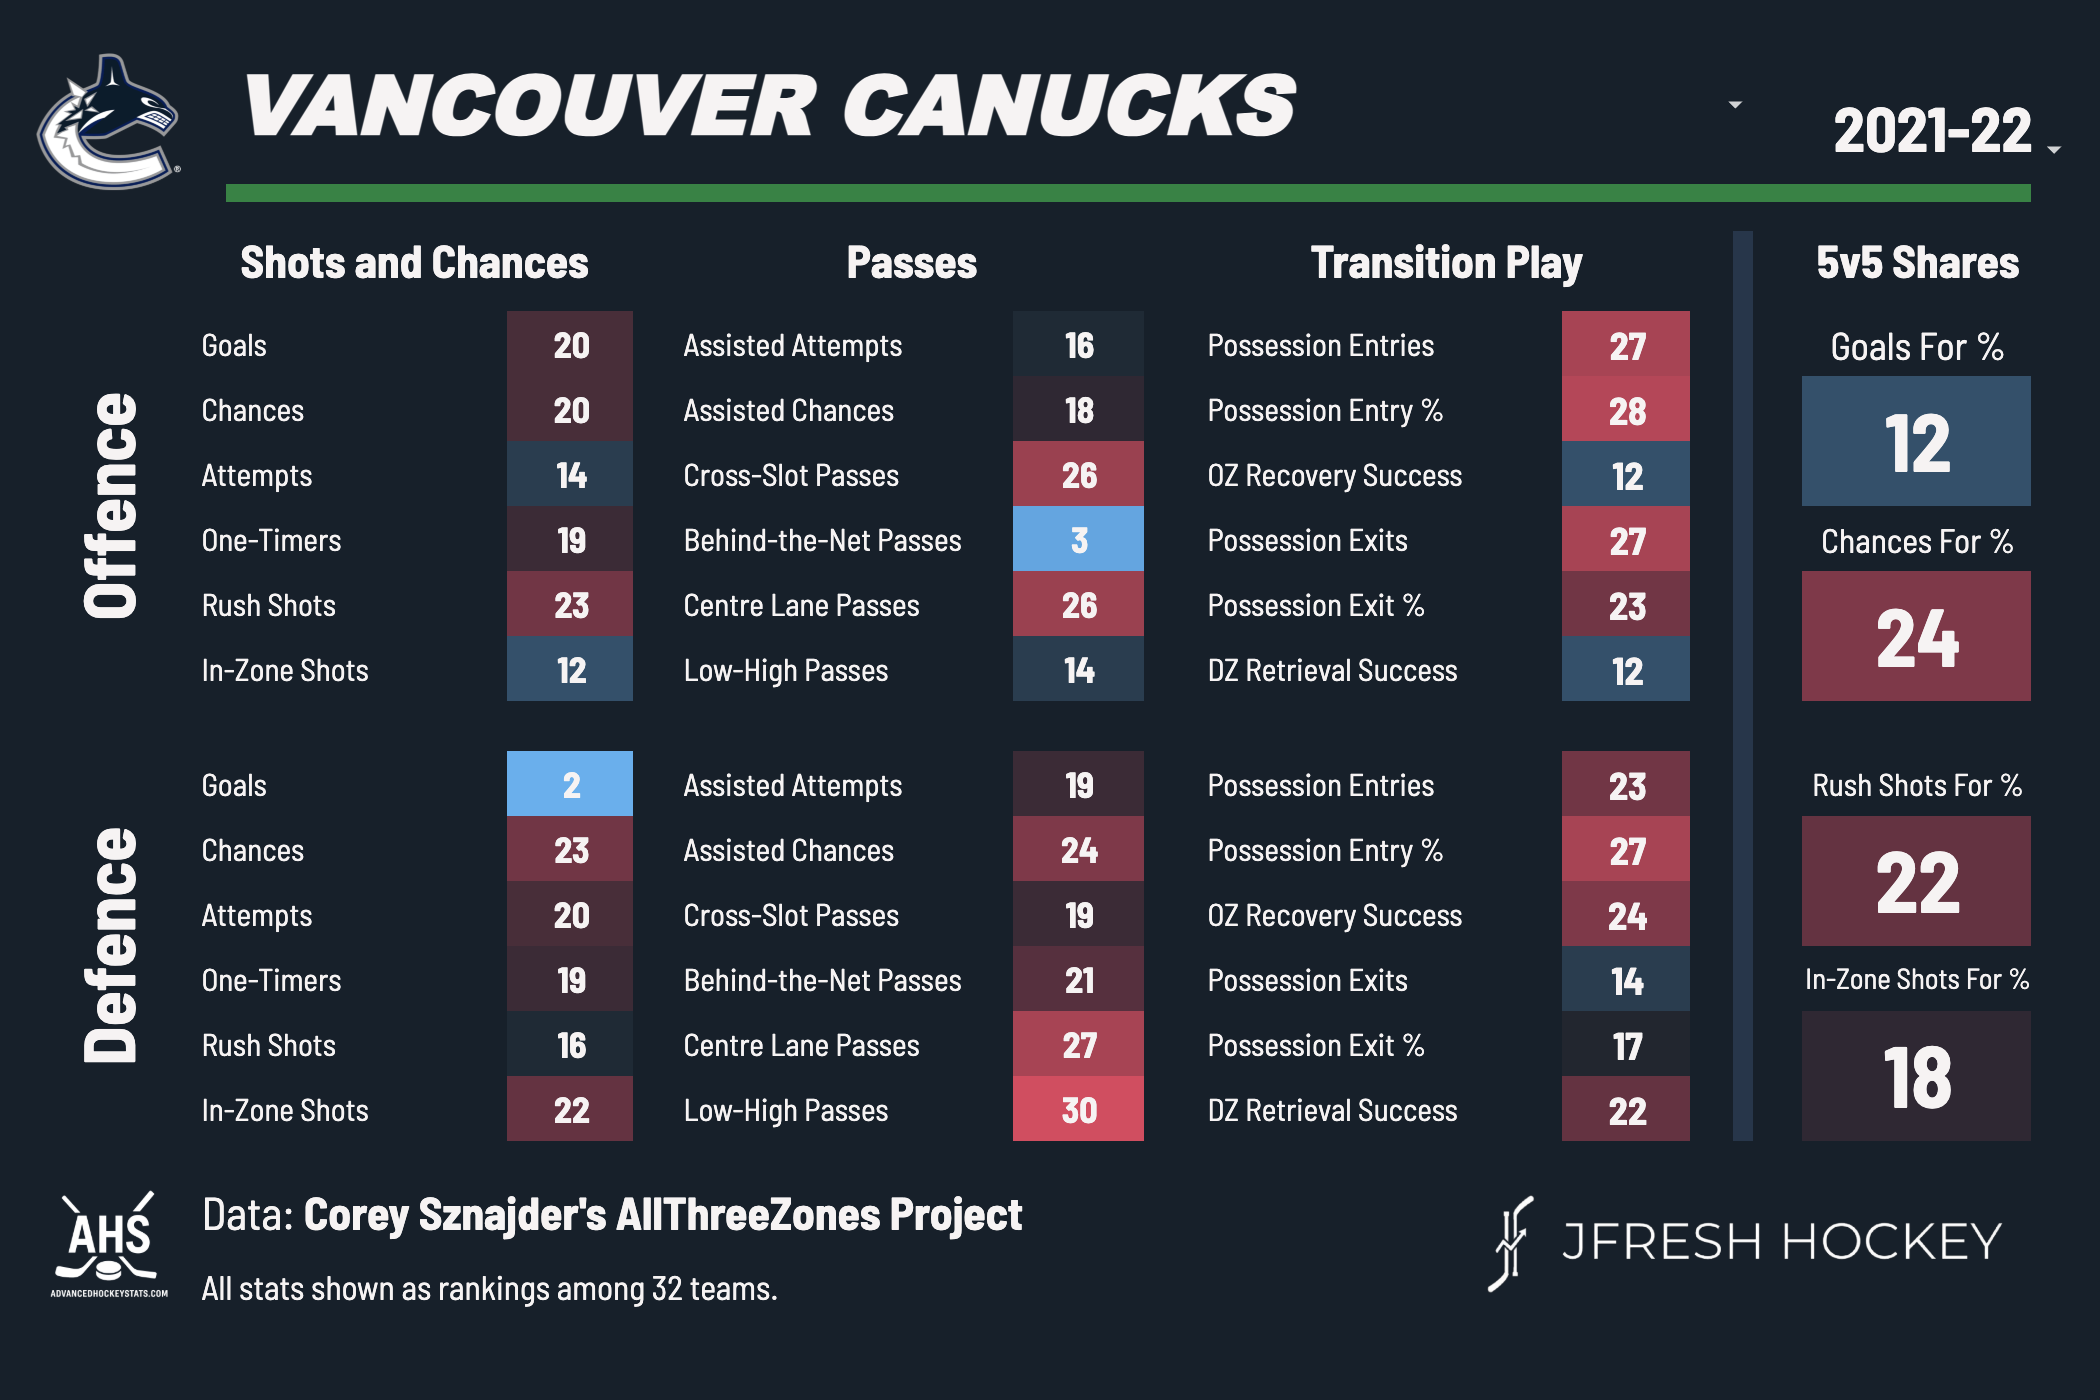 VANCOUVER CANUCKS
2021-22
Shots and Chances
Passes
Transition Play
5v5 Shares
Offence
Goals 20
Chances 20
Attempts 14
One-Timers 19
Rush Shots 23
In-Zone Shots 12
Assisted Attempts 16
Assisted Chances 18
Cross-Slot Passes 26
Behind-the-Net Passes 3
Centre Lane Passes 26
Low-High Passes 14
Possession Entries 27
Possession Entry % 28
OZ Recovery Success 12
Possession Exits 27
Possession Exit % 23
DZ Retrieval Success 12
Goals For %
12
Chances For %
24
Defence
Goals 2
Chances 23
Attempts 20
One-Timers 19
Rush Shots 16
In-Zone Shots 22
Assisted Attempts 19
Assisted Chances 24
Cross-Slot Passes 19
Behind-the-Net Passes 21
Centre Lane Passes 27
Low-High Passes 30
Possession Entries 23
Possession Entry % 27
OZ Recovery Success 24
Possession Exits 14
Possession Exit % 17
DZ Retrieval Success 22
Rush Shots For %
22
In-Zone Shots For %
18
AHS
ADVANCEDHOCKEYSTATS.COM
Data: Corey Sznajder's AllThreeZones Project
All stats shown as rankings among 32 teams.
JFRESH HOCKEY